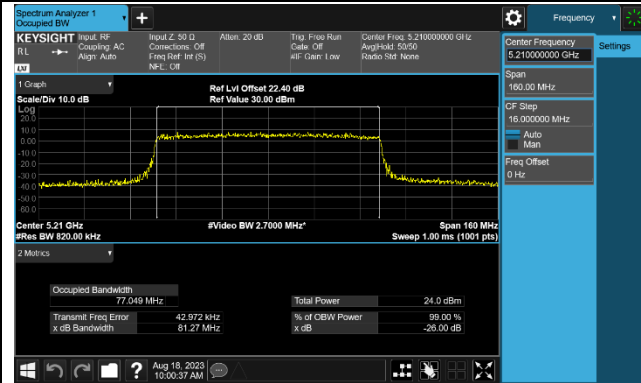 Spectrum Analyzer 1
Occupied BW
+
Frequency
KEYSIGHT
RL
LXI
Input: RF
Coupling: AC
Align: Auto
Input Z: 50 Ω
Corrections: Off
Freq Ref: Int (S)
NFE: Off
Atten: 20 dB
Trig: Free Run
Gate: Off
#IF Gain: Low
Center Freq: 5.210000000 GHz
Avg|Hold: 50/50
Radio Std: None
Center Frequency
5.210000000 GHz
Settings
Span
160.00 MHz
CF Step
16.000000 MHz
Auto
Man
Freq Offset
0 Hz
1 Graph
Scale/Div 10.0 dB
Ref Lvl Offset 22.40 dB
Ref Value 30.00 dBm
Log
20.0
10.0
0.00
-10.0
-20.0
-30.0
-40.0
-50.0
-60.0
Center 5.21 GHz
#Res BW 820.00 kHz
#Video BW 2.7000 MHz*
Span 160 MHz
Sweep 1.00 ms (1001 pts)
2 Metrics
Occupied Bandwidth
77.049 MHz
Total Power 24.0 dBm
Transmit Freq Error 42.972 kHz
% of OBW Power 99.00 %
x dB Bandwidth 81.27 MHz
x dB -26.00 dB
?
Aug 18, 2023
10:00:37 AM